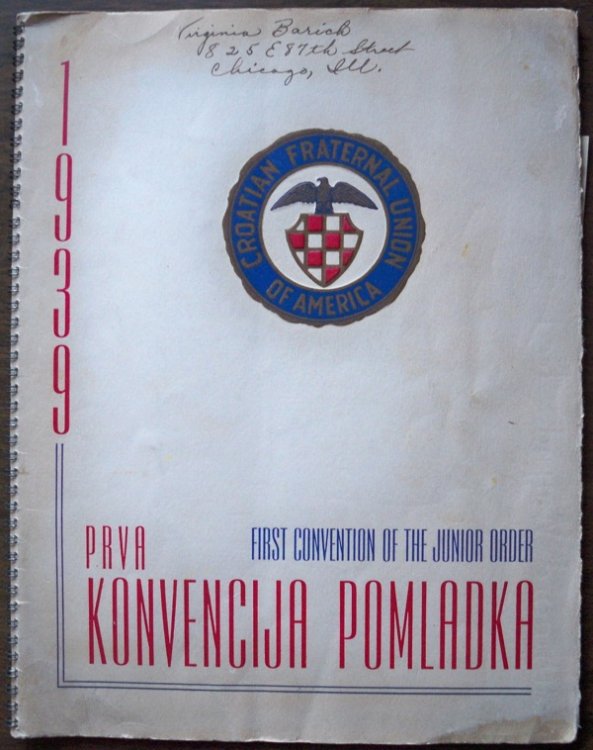 Virginia Barich
825 E 87th Street
Chicago, Ill.
1939
CROATIAN FRATERNAL UNION
OF AMERICA
PRVA
FIRST CONVENTION OF THE JUNIOR ORDER
KONVENCIJA POMLADKA